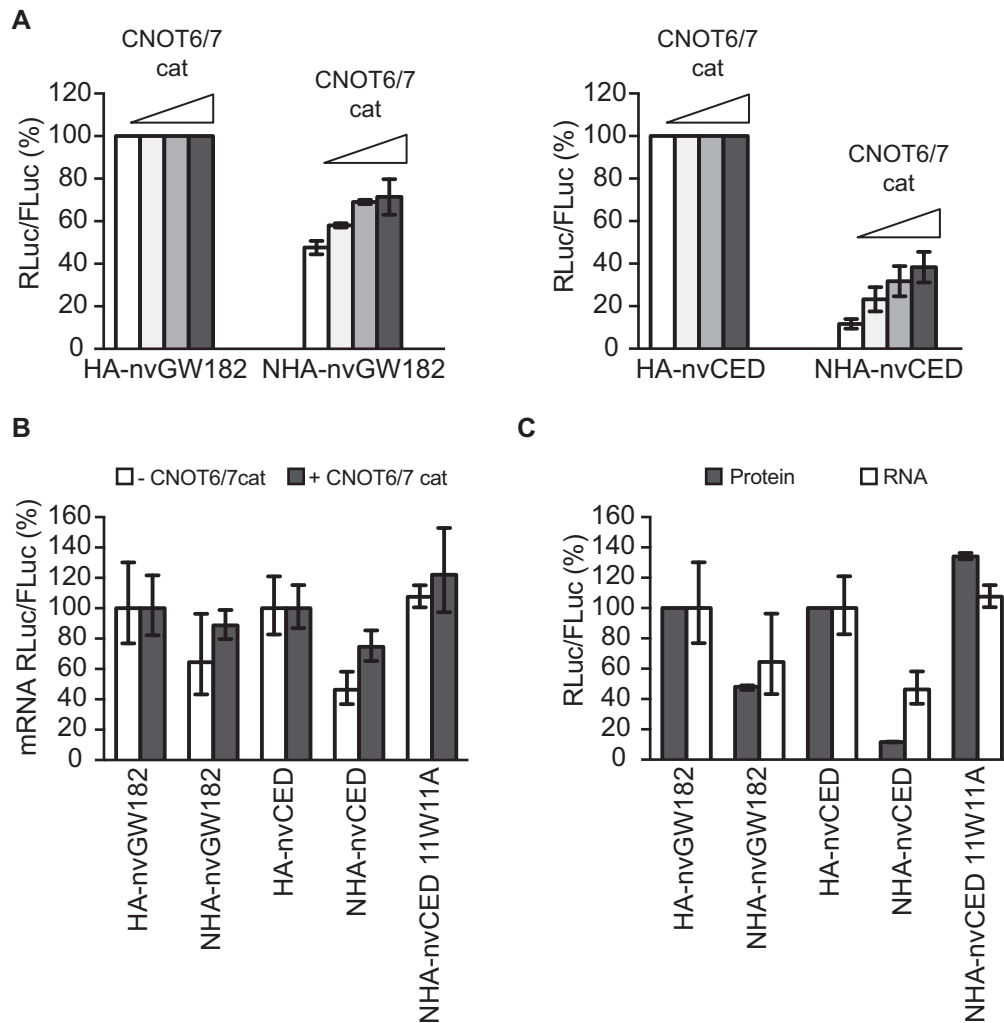 A
CNOT6/7
cat
CNOT6/7
cat
RLuc/FLuc (%)
120
100
80
60
40
20
0
HA-nvGW182
NHA-nvGW182
CNOT6/7
cat
CNOT6/7
cat
RLuc/FLuc (%)
120
100
80
60
40
20
0
HA-nvCED
NHA-nvCED
B
- CNOT6/7cat
+ CNOT6/7 cat
mRNA RLuc/FLuc (%)
160
140
120
100
80
60
40
20
0
HA-nvGW182
NHA-nvGW182
HA-nvCED
NHA-nvCED
NHA-nvCED 11W11A
C
Protein
RNA
RLuc/FLuc (%)
160
140
120
100
80
60
40
20
0
HA-nvGW182
NHA-nvGW182
HA-nvCED
NHA-nvCED
NHA-nvCED 11W11A